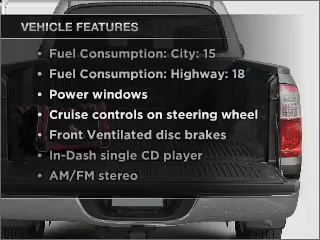 VEHICLE FEATURES
• Fuel Consumption: City: 15
• Fuel Consumption: Highway: 18
• Power windows
• Cruise controls on steering wheel
• Front Ventilated disc brakes
• In-Dash single CD player
• AM/FM stereo